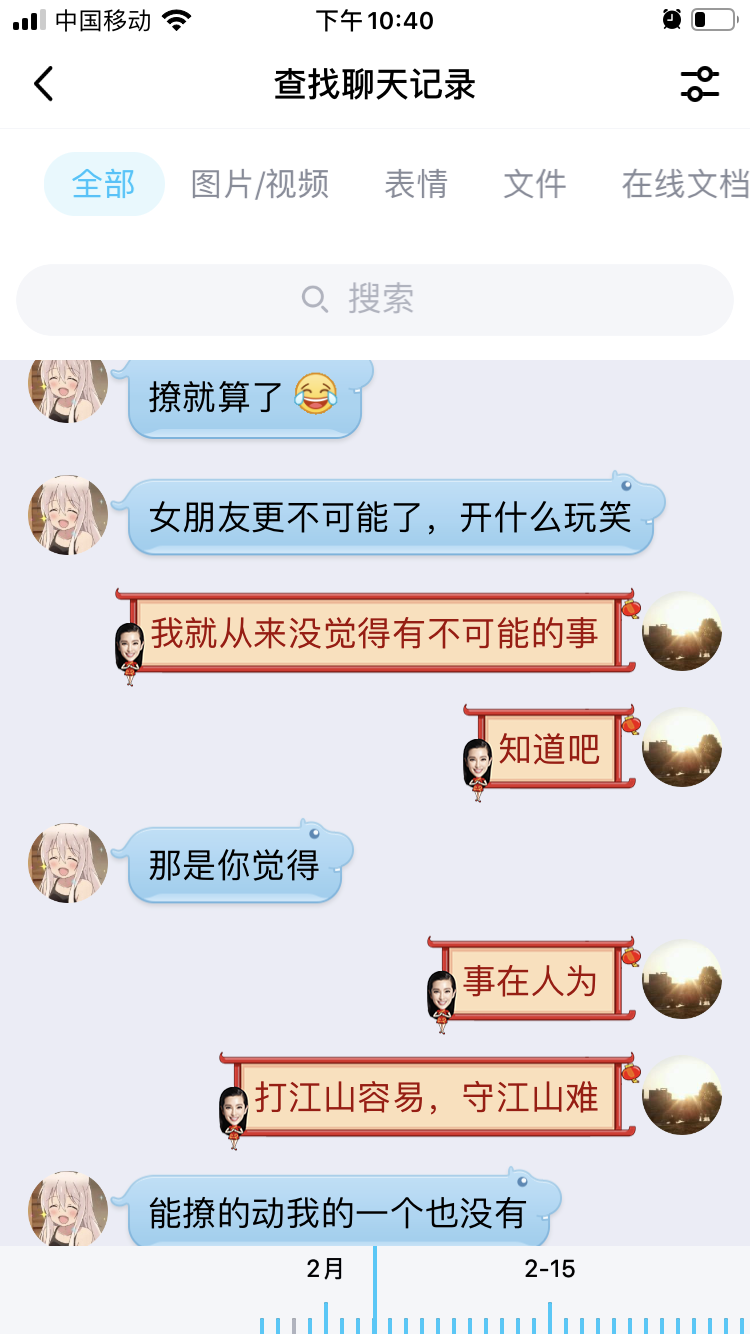 中国移动
下午10:40
查找聊天记录
全部
图片/视频
表情
文件
在线文档
搜索
撩就算了😂
女朋友更不可能了，开什么玩笑
我就从来没觉得有不可能的事
知道吧
那是你觉得
事在人为
打江山容易，守江山难
能撩的动我的一个也没有
2月
2-15